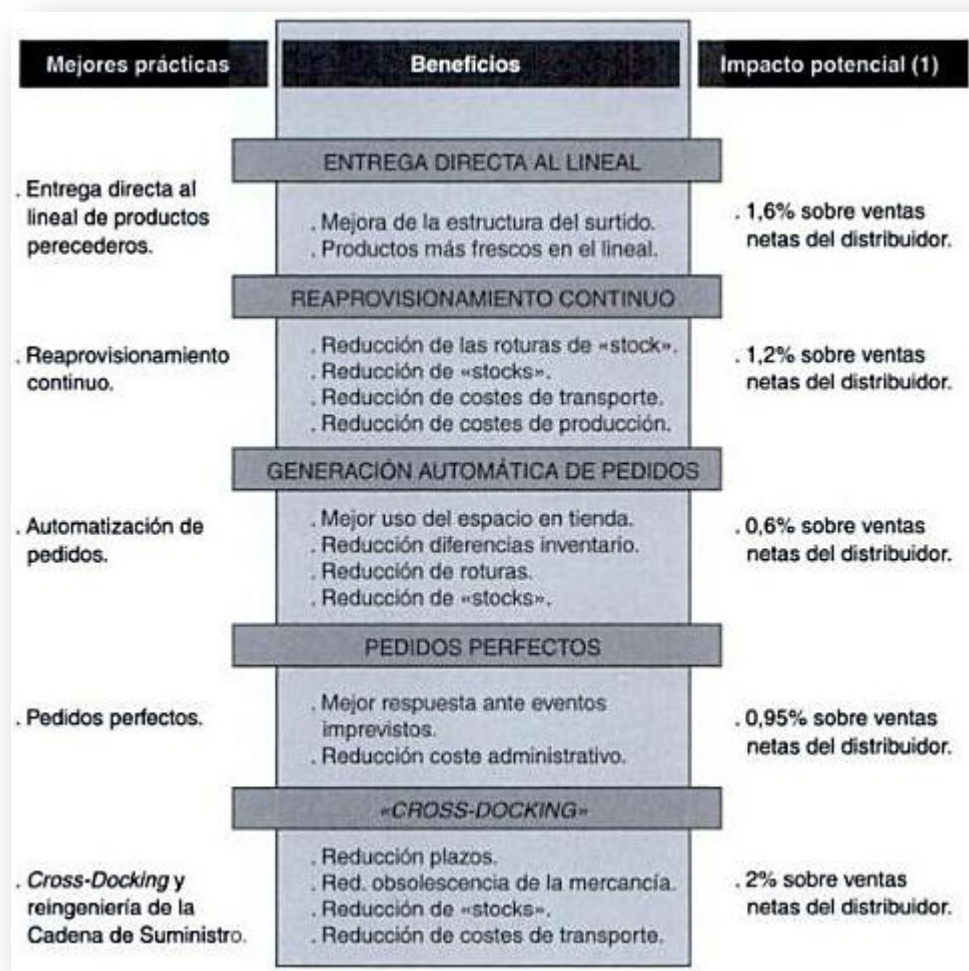 Mejores prácticas
Beneficios
Impacto potencial (1)
ENTREGA DIRECTA AL LINEAL
. Entrega directa al
lineal de productos
perecederos.
. Mejora de la estructura del surtido.
. Productos más frescos en el lineal.
. 1,6% sobre ventas
netas del distribuidor.
REAPROVISIONAMIENTO CONTINUO
. Reaprovisionamiento
continuo.
. Reducción de las roturas de «stock».
. Reducción de «stocks».
. Reducción de costes de transporte.
. Reducción de costes de producción.
. 1,2% sobre ventas
netas del distribuidor.
GENERACIÓN AUTOMÁTICA DE PEDIDOS
. Automatización de
pedidos.
. Mejor uso del espacio en tienda.
. Reducción diferencias inventario.
. Reducción de roturas.
. Reducción de «stocks».
. 0,6% sobre ventas
netas del distribuidor.
PEDIDOS PERFECTOS
. Pedidos perfectos.
. Mejor respuesta ante eventos
imprevistos.
. Reducción coste administrativo.
. 0,95% sobre ventas
netas del distribuidor.
«CROSS-DOCKING»
. Cross-Docking y
reingeniería de la
Cadena de Suministro.
. Reducción plazos.
. Red. obsolescencia de la mercancía.
. Reducción de «stocks».
. Reducción de costes de transporte.
. 2% sobre ventas
netas del distribuidor.